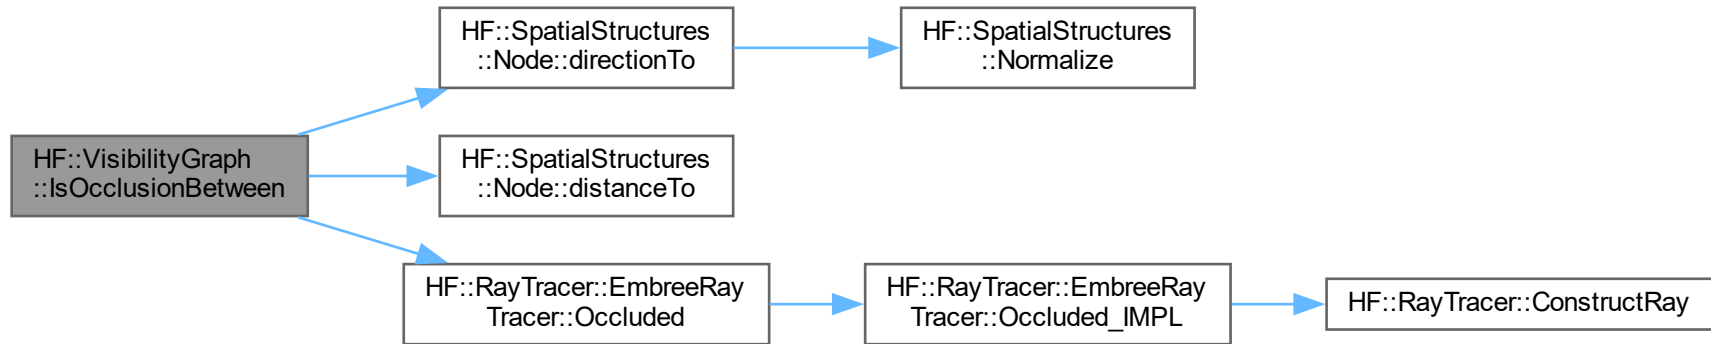 HF::SpatialStructures
::Node::directionTo
HF::SpatialStructures
::Normalize
HF::VisibilityGraph
::IsOcclusionBetween
HF::SpatialStructures
::Node::distanceTo
HF::RayTracer::EmbreeRay
Tracer::Occluded
HF::RayTracer::EmbreeRay
Tracer::Occluded_IMPL
HF::RayTracer::ConstructRay